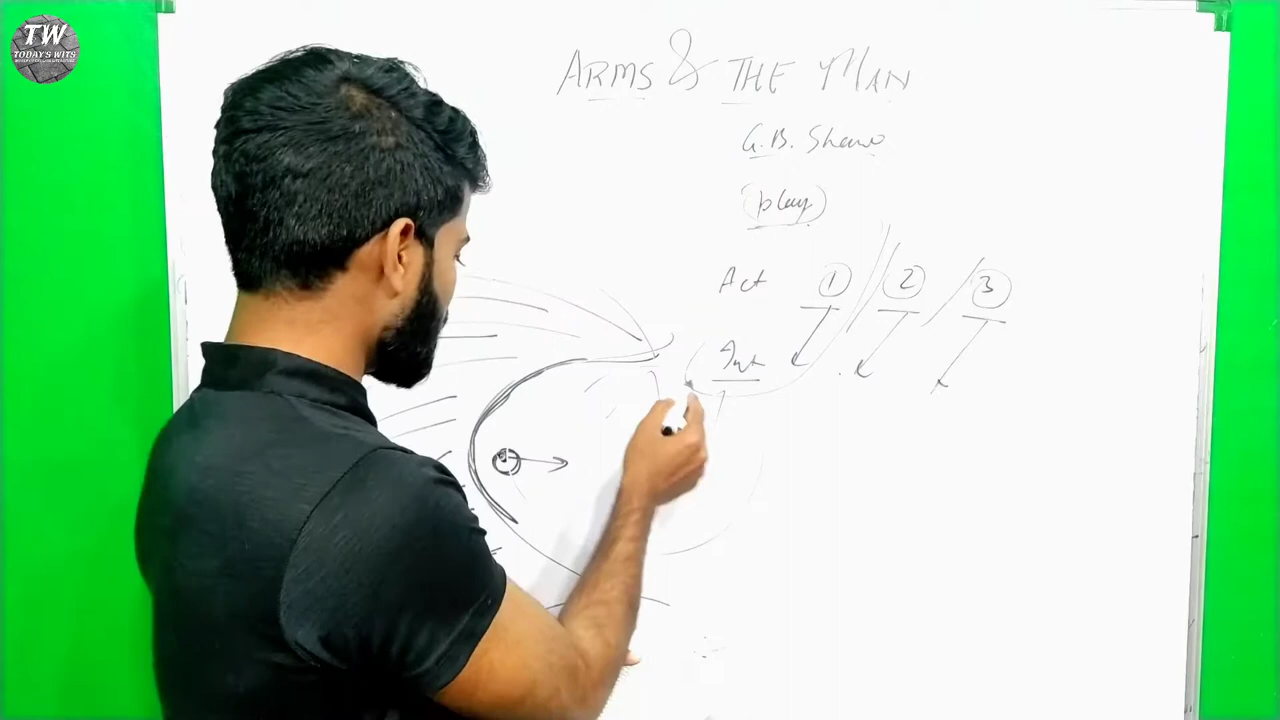 TW
TODAY'S WITS
ARMS & THE MAN
G.B. Shaw
(play)
Act 1 / 2 / 3